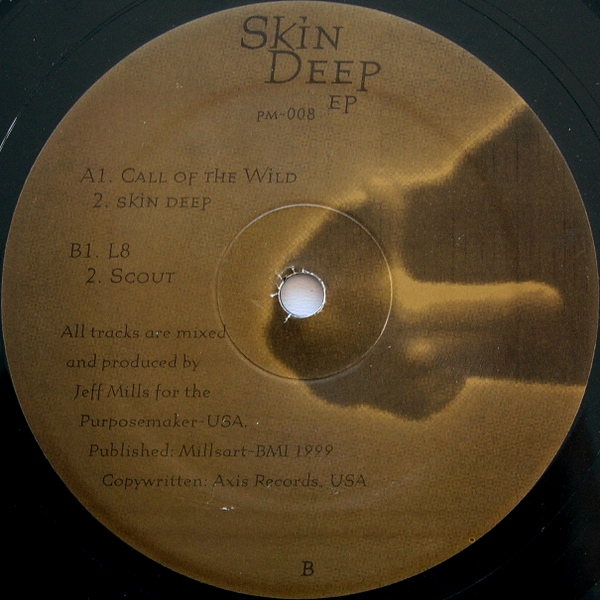 Skin
Deep
EP
PM-008
A1. Call of the Wild
2. skin deep
B1. L8
2. Scout
All tracks are mixed
and produced by
Jeff Mills for the
Purposemaker-USA.
Published: Millsart-BMI 1999
Copywritten: Axis Records, USA
B